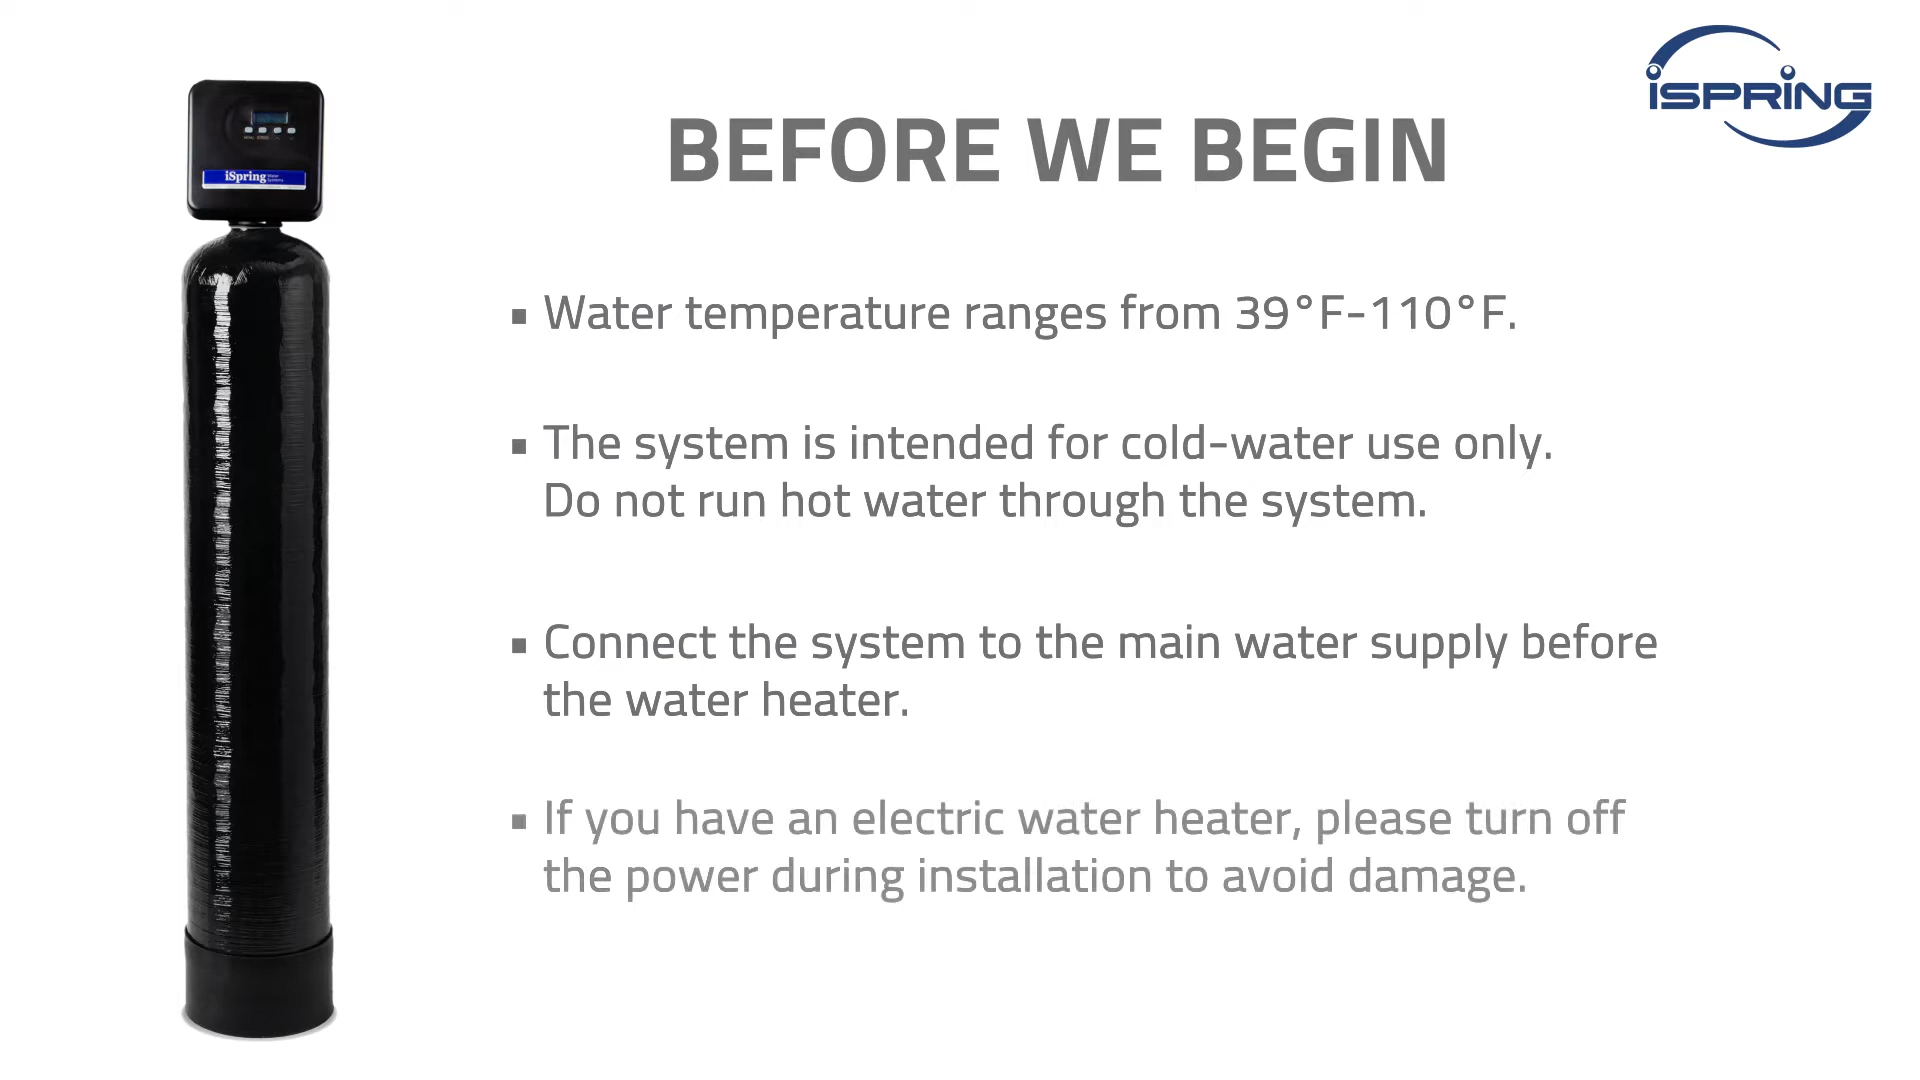 iSPRiNG
BEFORE WE BEGIN
iSpring Water Systems
▪ Water temperature ranges from 39°F-110°F.
▪ The system is intended for cold-water use only.
Do not run hot water through the system.
▪ Connect the system to the main water supply before
the water heater.
▪ If you have an electric water heater, please turn off
the power during installation to avoid damage.